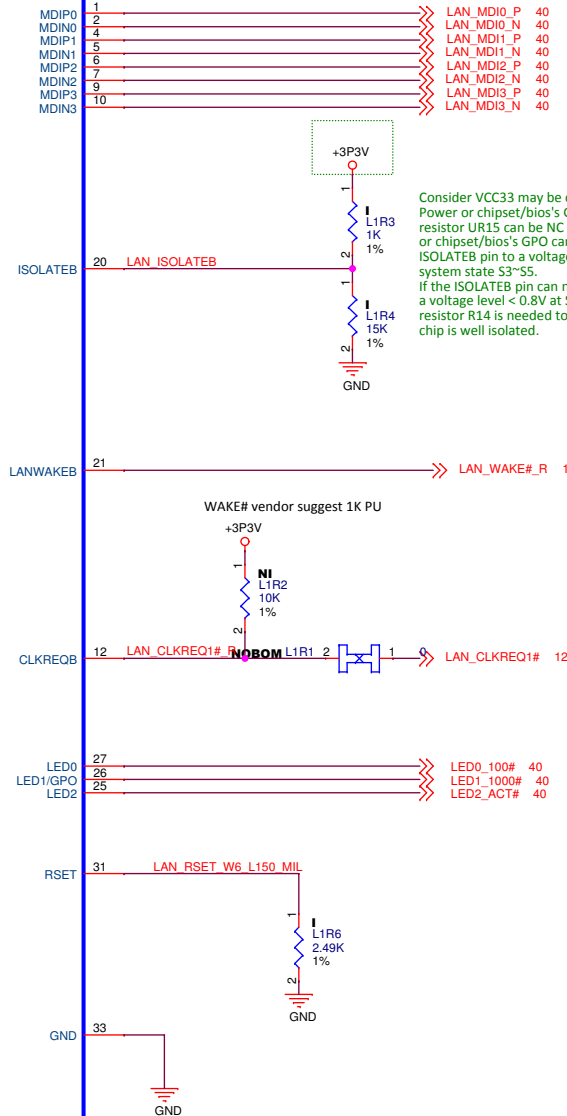 MDIP0 1 LAN_MDI0_P 40
MDIN0 2 LAN_MDI0_N 40
MDIP1 4 LAN_MDI1_P 40
MDIN1 5 LAN_MDI1_N 40
MDIP2 6 LAN_MDI2_P 40
MDIN2 7 LAN_MDI2_N 40
MDIP3 9 LAN_MDI3_P 40
MDIN3 10 LAN_MDI3_N 40
+3P3V
1
I
L1R3
1K
1%
2
Consider VCC33 may be
Power or chipset/bios's
resistor UR15 can be NC
or chipset/bios's GPO
ISOLATEB pin to a voltage
system state S3~S5.
If the ISOLATEB pin can
a voltage level < 0.8V at
resistor R14 is needed to
chip is well isolated.
ISOLATEB 20 LAN_ISOLATEB
1
I
L1R4
15K
1%
2
GND
LANWAKEB 21 LAN_WAKE#_R 1
WAKE# vendor suggest 1K PU
+3P3V
1
NI
L1R2
10K
1%
2
CLKREQB 12 LAN_CLKREQ1#_R NOBOM L1R1 2 1 0 LAN_CLKREQ1# 12
LED0 27 LED0_100# 40
LED1/GPO 26 LED1_1000# 40
LED2 25 LED2_ACT# 40
RSET 31 LAN_RSET_W6_L150_MIL
1
I
L1R6
2.49K
1%
2
GND
GND 33
GND